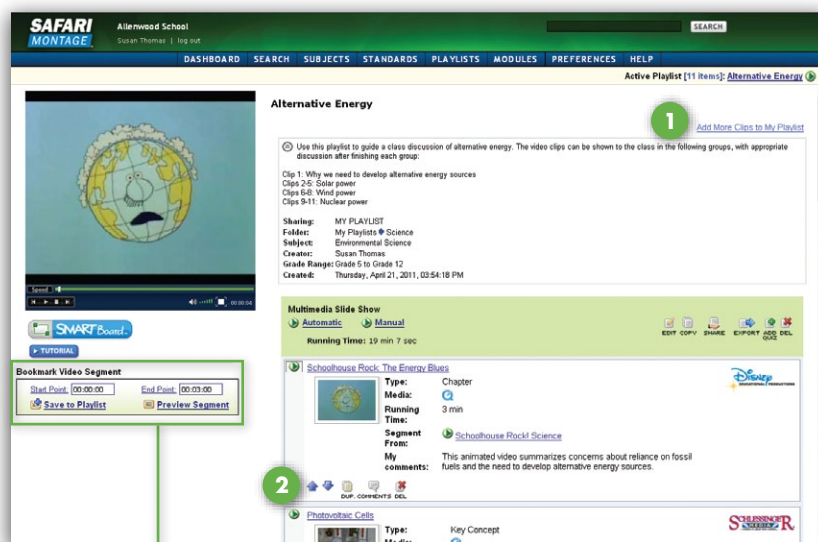 SAFARI
MONTAGE
Allenwood School
Susan Thomas | log out
SEARCH
DASHBOARD SEARCH SUBJECTS STANDARDS PLAYLISTS MODULES PREFERENCES HELP
Active Playlist [11 items]: Alternative Energy
Alternative Energy
1
Add More Clips to My Playlist
Use this playlist to guide a class discussion of alternative energy. The video clips can be shown to the class in the following groups, with appropriate
discussion after finishing each group:
Clip 1: Why we need to develop alternative energy sources
Clips 2-5: Solar power
Clips 6-8: Wind power
Clips 9-11: Nuclear power
Sharing: MY PLAYLIST
Folder: My Playlists Science
Subject: Environmental Science
Creator: Susan Thomas
Grade Range: Grade 5 to Grade 12
Created: Thursday, April 21, 2011, 03:54:18 PM
Speed
00:00:04
SMART Board
TUTORIAL
Bookmark Video Segment
Start Point: 00:00:00 End Point: 00:03:00
Save to Playlist Preview Segment
Multimedia Slide Show
Automatic Manual
Running Time: 19 min 7 sec
EDIT COPY SHARE EXPORT ADD QUIZ DEL
Schoolhouse Rock: The Energy Blues
Disney
EDUCATIONAL PRODUCTIONS
Type: Chapter
Media:
Running Time: 3 min
Segment From: Schoolhouse Rock! Science
My comments: This animated video summarizes concerns about reliance on fossil
fuels and the need to develop alternative energy sources.
2
DUP. COMMENTS DEL
Photovoltaic Cells
SCHLESSINGER
MEDIA
Type: Key Concept
Media: